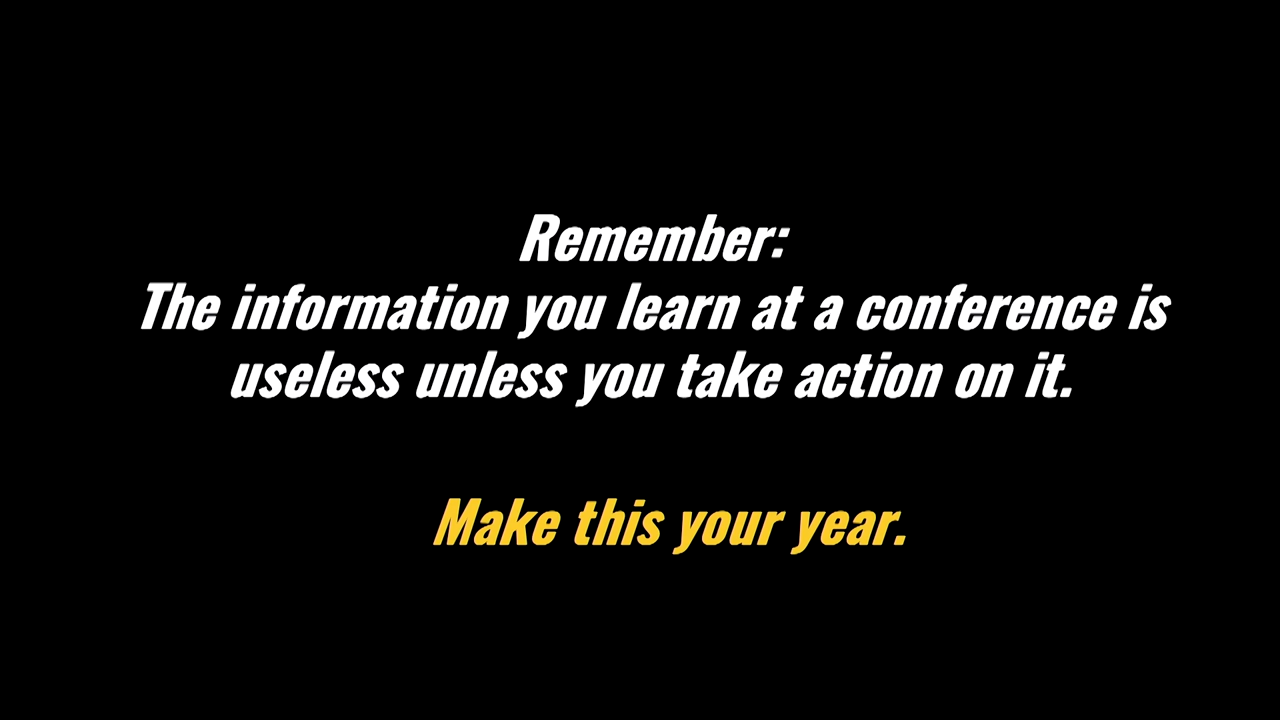 Remember:
The information you learn at a conference is
useless unless you take action on it.
Make this your year.